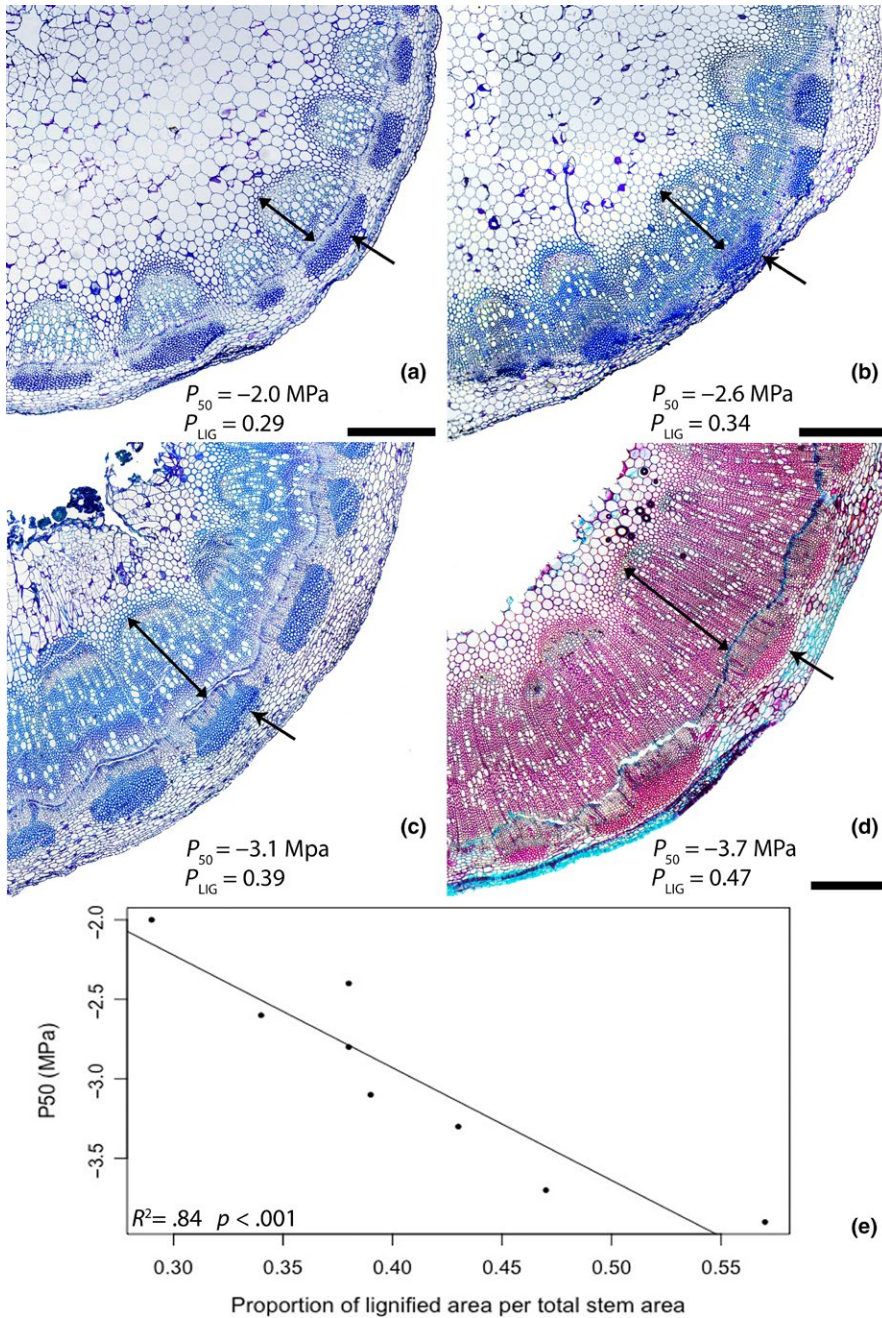 (a)
P50 = −2.0 MPa
PLIG = 0.29
(b)
P50 = −2.6 MPa
PLIG = 0.34
(c)
P50 = −3.1 Mpa
PLIG = 0.39
(d)
P50 = −3.7 MPa
PLIG = 0.47
P50 (MPa)
-2.0
-2.5
-3.0
-3.5
R2= .84 p < .001
(e)
0.30 0.35 0.40 0.45 0.50 0.55
Proportion of lignified area per total stem area